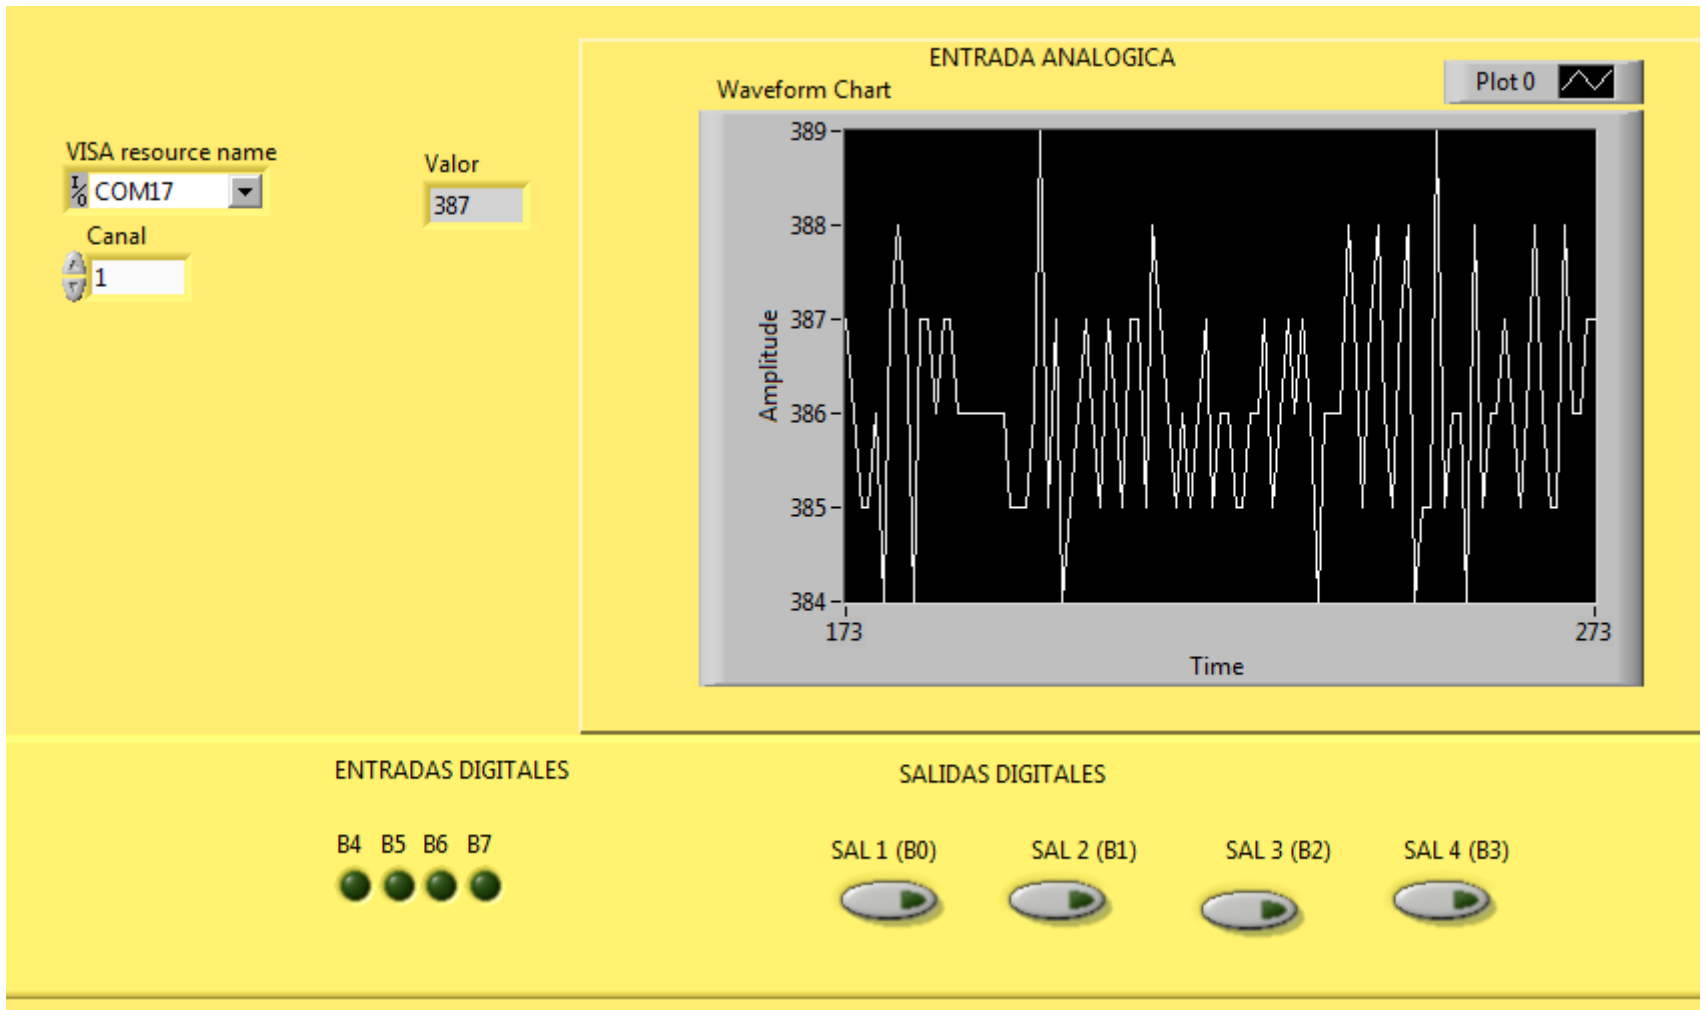 ENTRADA ANALOGICA
Waveform Chart
Plot 0
VISA resource name
COM17
Canal
1
Valor
387
389
388
387
386
385
384
Amplitude
173
273
Time
ENTRADAS DIGITALES
B4 B5 B6 B7
SALIDAS DIGITALES
SAL 1 (B0) SAL 2 (B1) SAL 3 (B2) SAL 4 (B3)